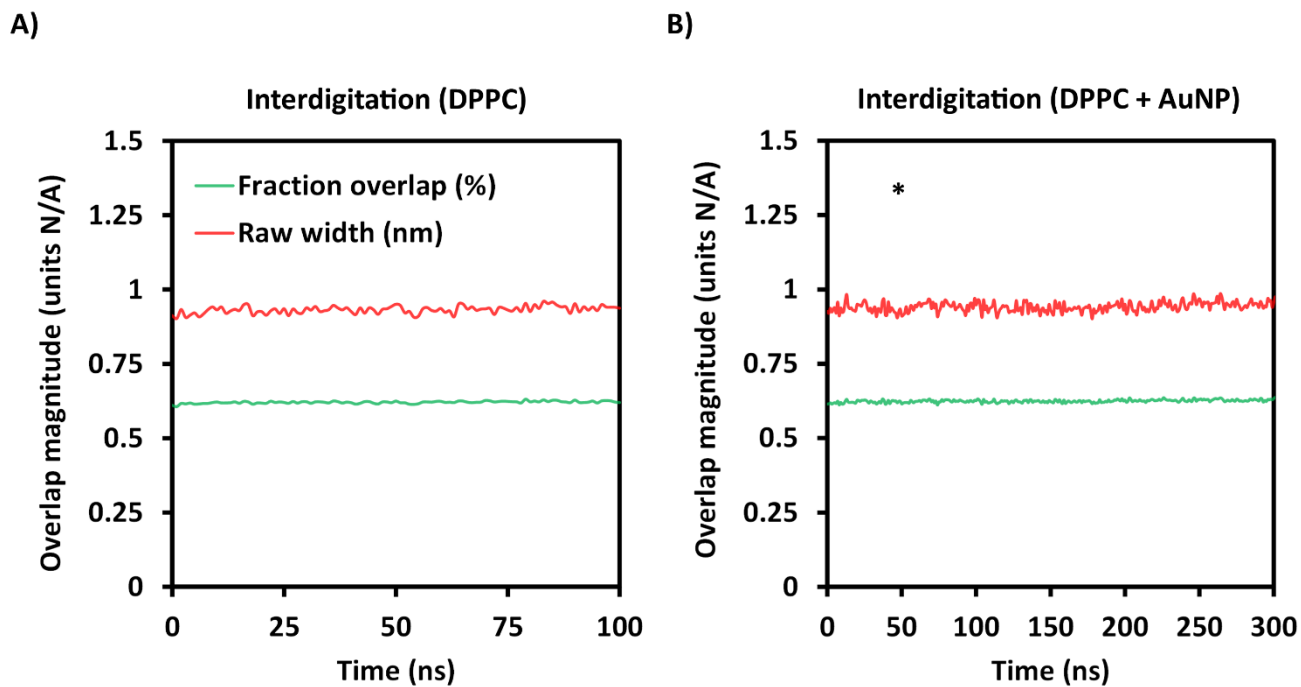 A)
Interdigitation (DPPC)
1.5
1.25
1
0.75
0.5
0.25
0
Overlap magnitude (units N/A)
Fraction overlap (%)
Raw width (nm)
0 25 50 75 100
Time (ns)
B)
Interdigitation (DPPC + AuNP)
1.5
1.25
1
0.75
0.5
0.25
0
Overlap magnitude (units N/A)
*
0 50 100 150 200 250 300
Time (ns)